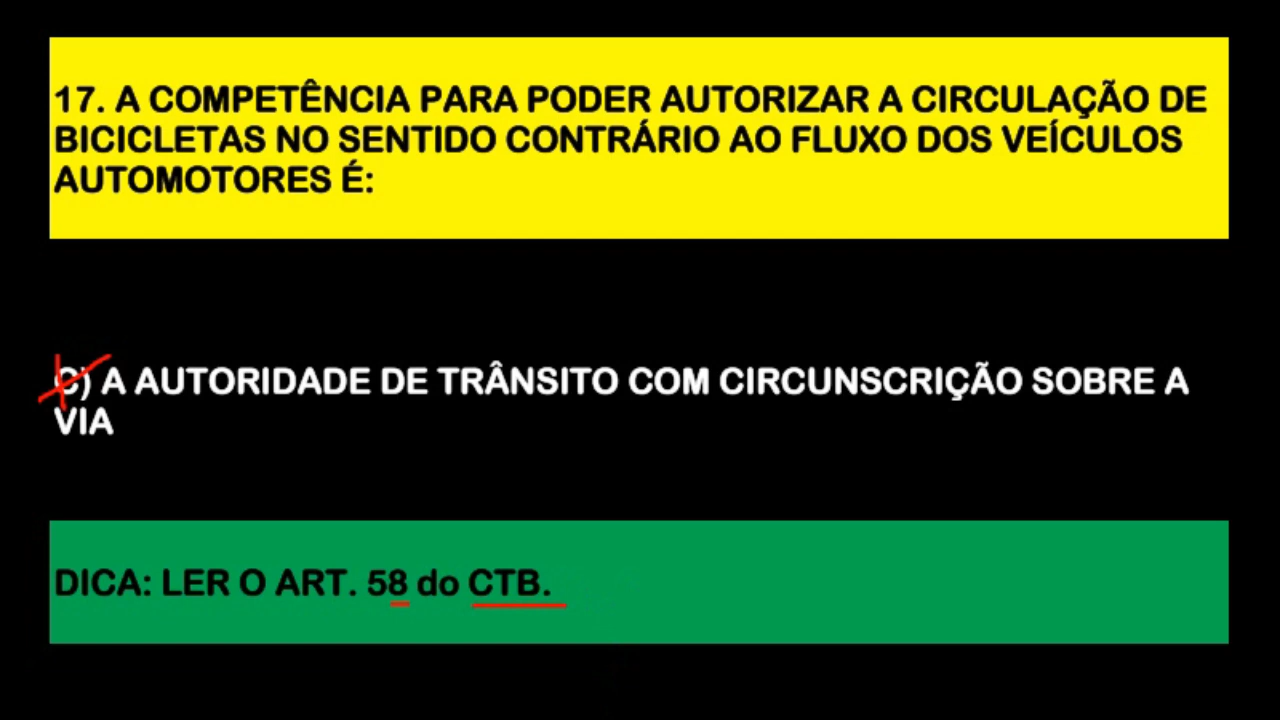 17. A COMPETÊNCIA PARA PODER AUTORIZAR A CIRCULAÇÃO DE
BICICLETAS NO SENTIDO CONTRÁRIO AO FLUXO DOS VEÍCULOS
AUTOMOTORES É:
C) A AUTORIDADE DE TRÂNSITO COM CIRCUNSCRIÇÃO SOBRE A
VIA
DICA: LER O ART. 58 do CTB.